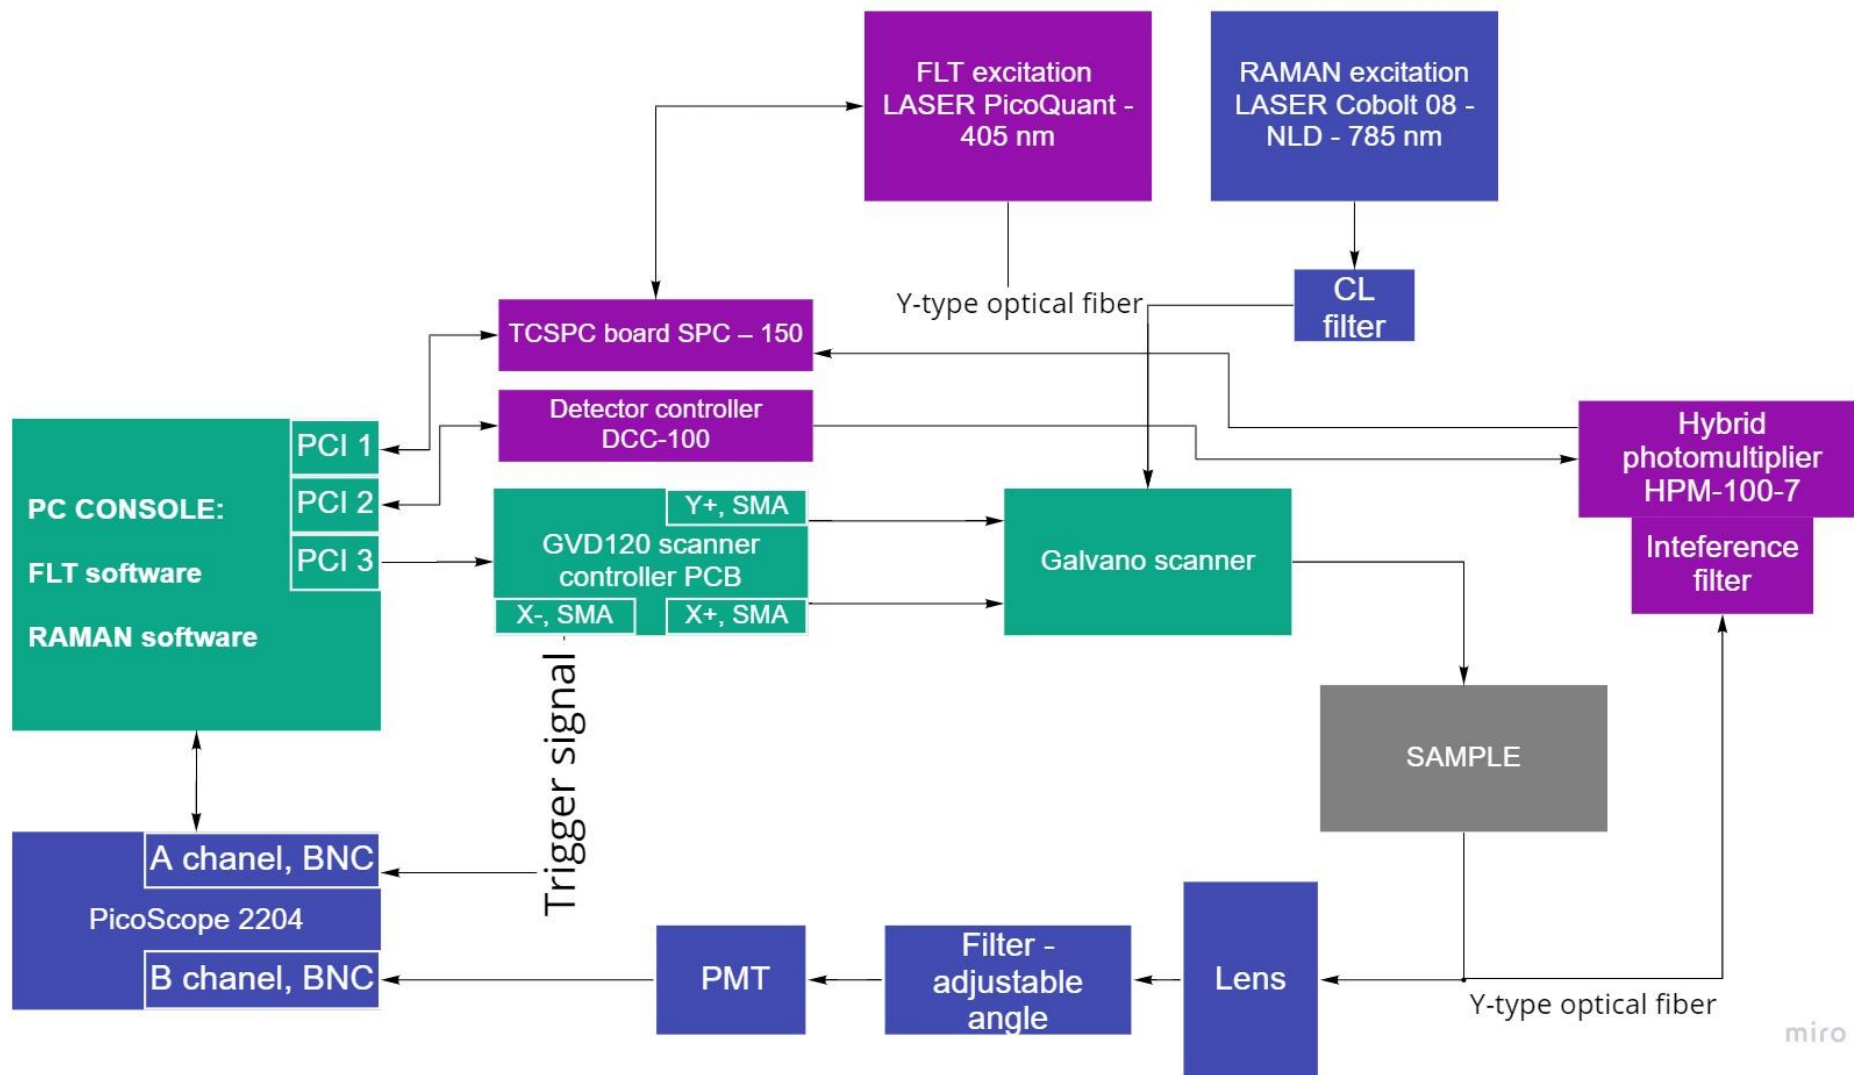 FLT excitation
LASER PicoQuant -
405 nm
RAMAN excitation
LASER Cobolt 08 -
NLD - 785 nm
Y-type optical fiber
CL
filter
TCSPC board SPC – 150
Detector controller
DCC-100
Hybrid
photomultiplier
HPM-100-7
Inteference
filter
PCI 1
PCI 2
PCI 3
PC CONSOLE:
FLT software
RAMAN software
Y+, SMA
GVD120 scanner
controller PCB
X-, SMA
X+, SMA
Galvano scanner
Trigger signal
SAMPLE
A chanel, BNC
PicoScope 2204
B chanel, BNC
PMT
Filter -
adjustable
angle
Lens
Y-type optical fiber
miro